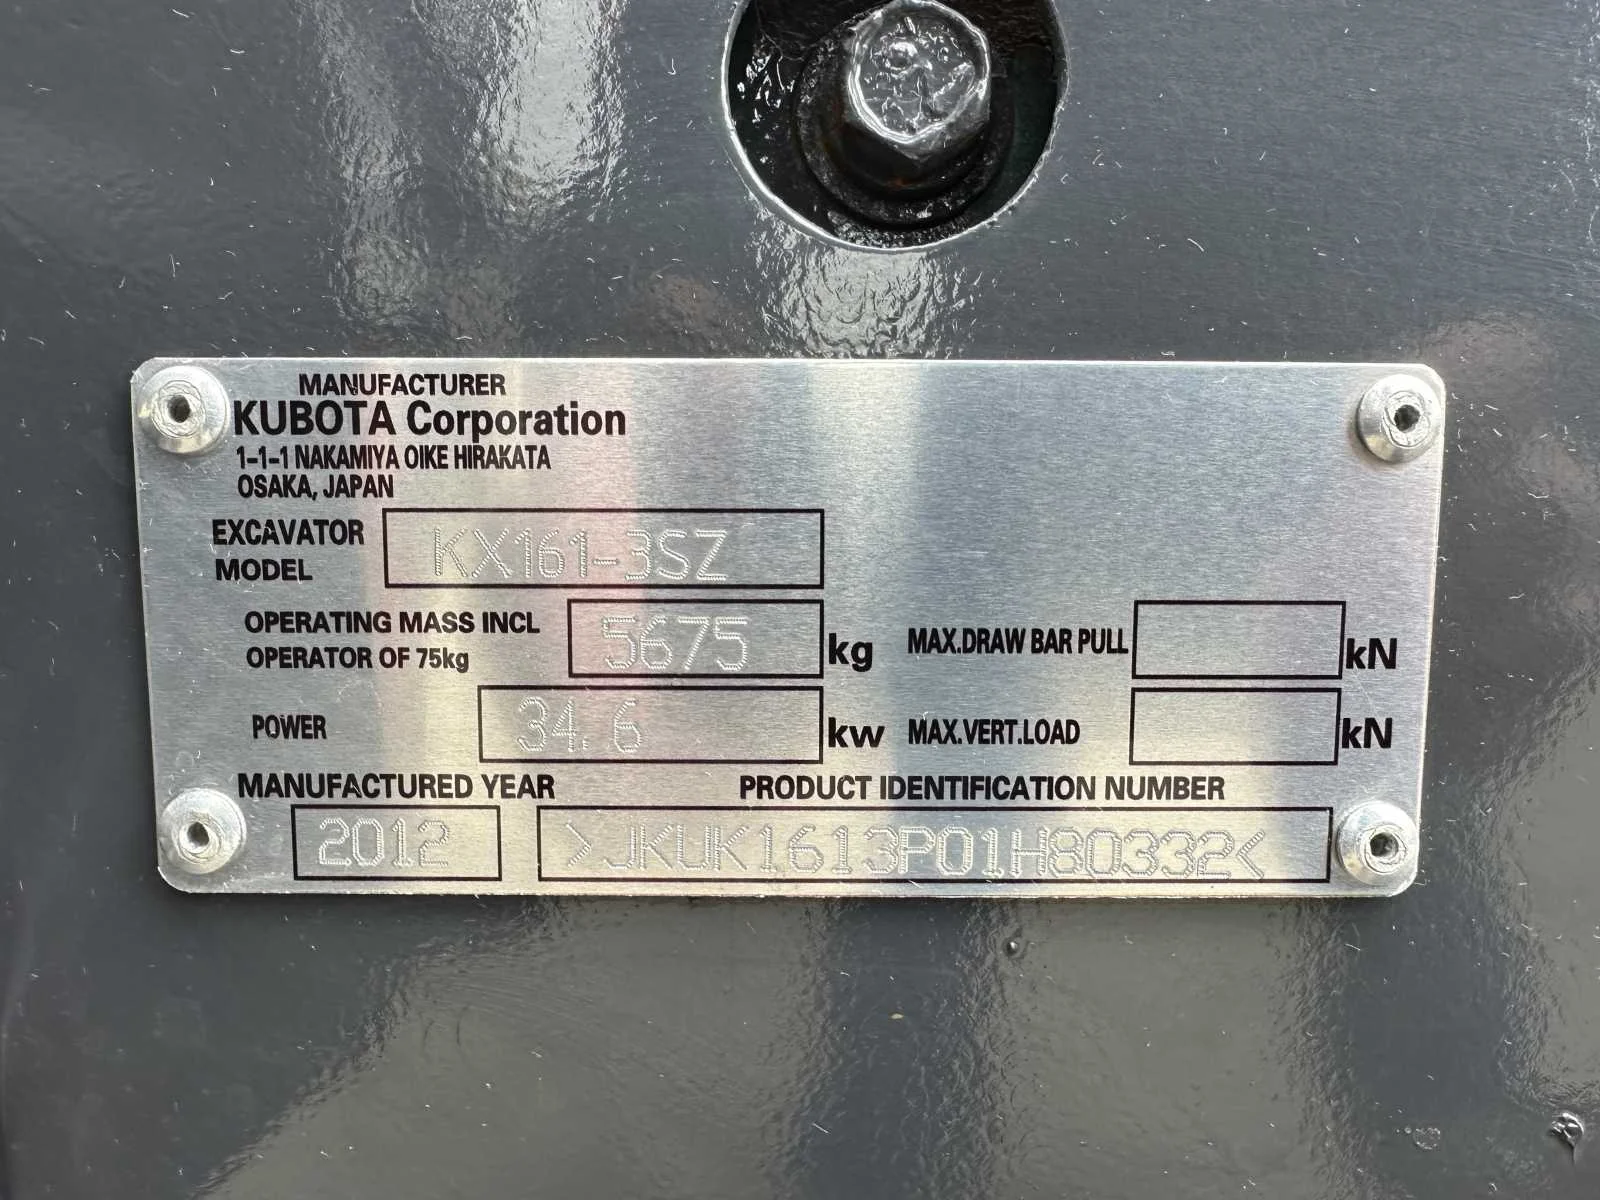 MANUFACTURER
KUBOTA Corporation
1-1-1 NAKAMIYA OIKE HIRAKATA
OSAKA, JAPAN
EXCAVATOR MODEL KX161-3SZ
OPERATING MASS INCL OPERATOR OF 75kg 5675 kg
MAX.DRAW BAR PULL kN
POWER 34.6 kw
MAX.VERT.LOAD kN
MANUFACTURED YEAR
2012
PRODUCT IDENTIFICATION NUMBER
>JKUK1613P01H80332<